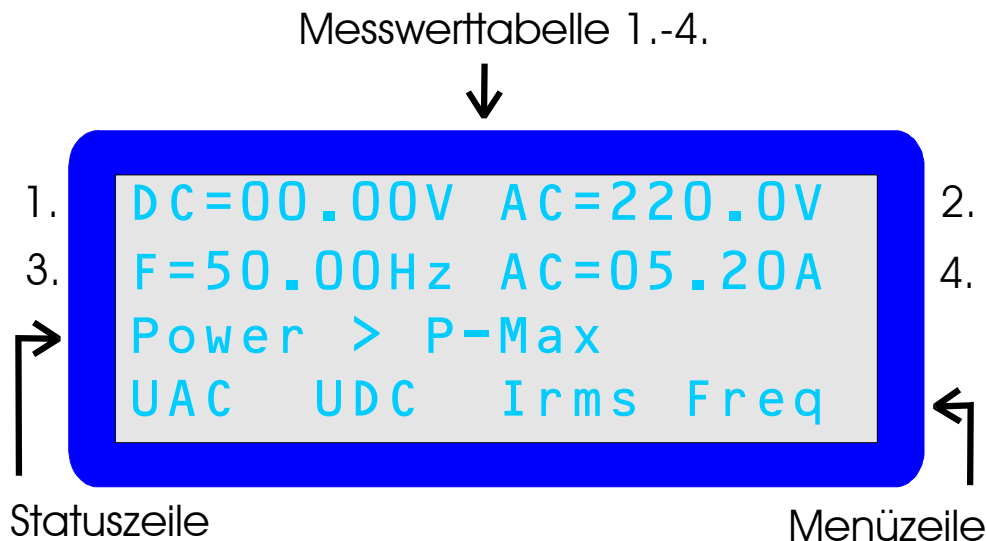 Messwerttabelle 1.-4.
1. DC=00.00V AC=220.0V 2.
3. F=50.00Hz AC=05.20A 4.
Power > P-Max
UAC UDC Irms Freq
Statuszeile Menüzeile